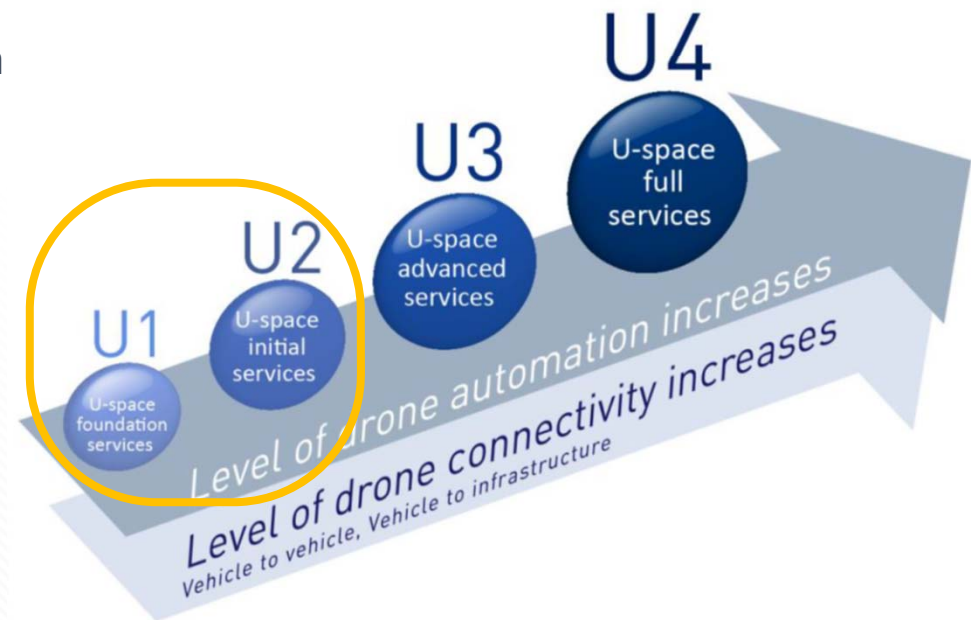 U4
U-space
full
services
U3
U-space
advanced
services
U2
U-space
initial
services
U1
U-space
foundation
services
Level of drone automation increases
Level of drone connectivity increases
Vehicle to vehicle, Vehicle to infrastructure